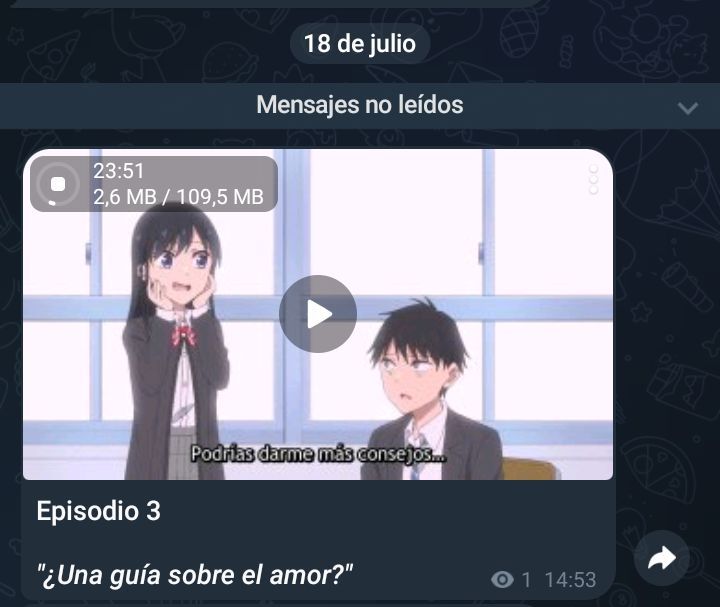 18 de julio
Mensajes no leídos
23:51
2,6 MB / 109,5 MB
Podrías darme más consejos...
Episodio 3
"¿Una guía sobre el amor?"
1 14:53